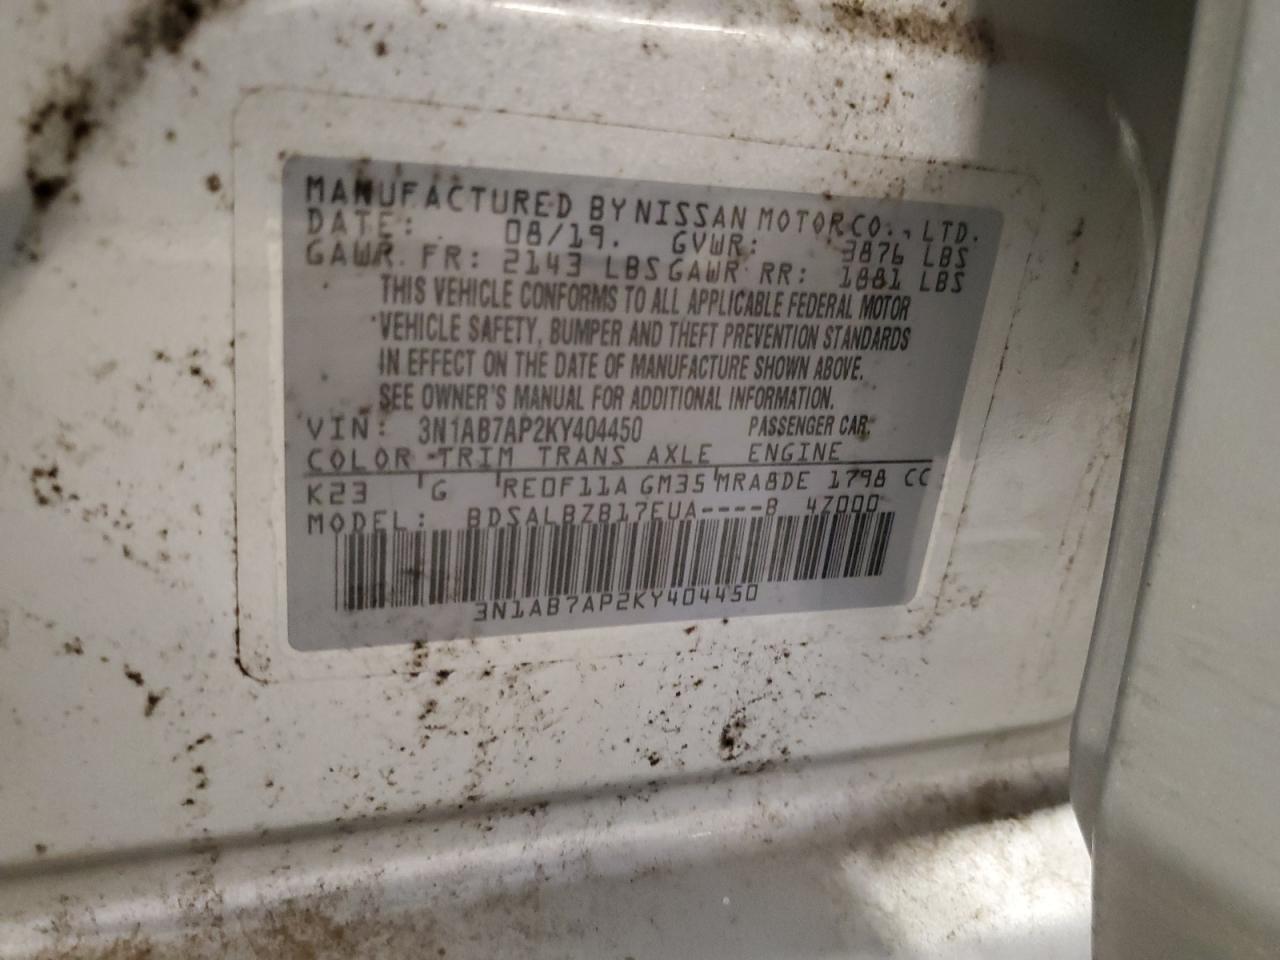 MANUFACTURED BY NISSAN MOTOR CO., LTD.
DATE: 08/19. GVWR: 3876 LBS
GAWR FR: 2143 LBS GAWR RR: 1881 LBS
THIS VEHICLE CONFORMS TO ALL APPLICABLE FEDERAL MOTOR
VEHICLE SAFETY, BUMPER AND THEFT PREVENTION STANDARDS
IN EFFECT ON THE DATE OF MANUFACTURE SHOWN ABOVE.
SEE OWNER'S MANUAL FOR ADDITIONAL INFORMATION.
VIN: 3N1AB7AP2KY404450 PASSENGER CAR
COLOR TRIM TRANS AXLE ENGINE
K23 G RE0F11A GM35 MRA8DE 1798 CC
MODEL: BDSALBZB17EUA----B 4Z000
3N1AB7AP2KY404450